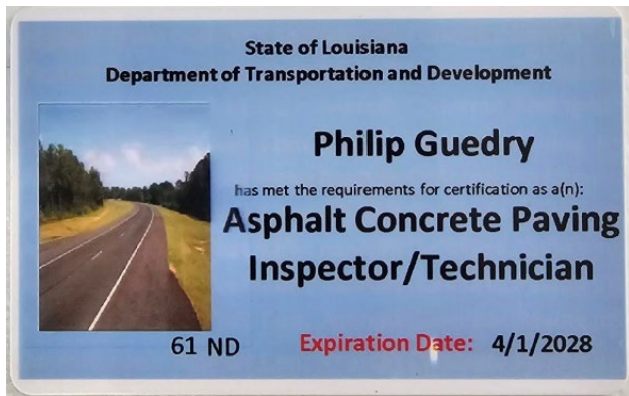 State of Louisiana
Department of Transportation and Development
Philip Guedry
has met the requirements for certification as a(n):
Asphalt Concrete Paving
Inspector/Technician
61 ND
Expiration Date: 4/1/2028